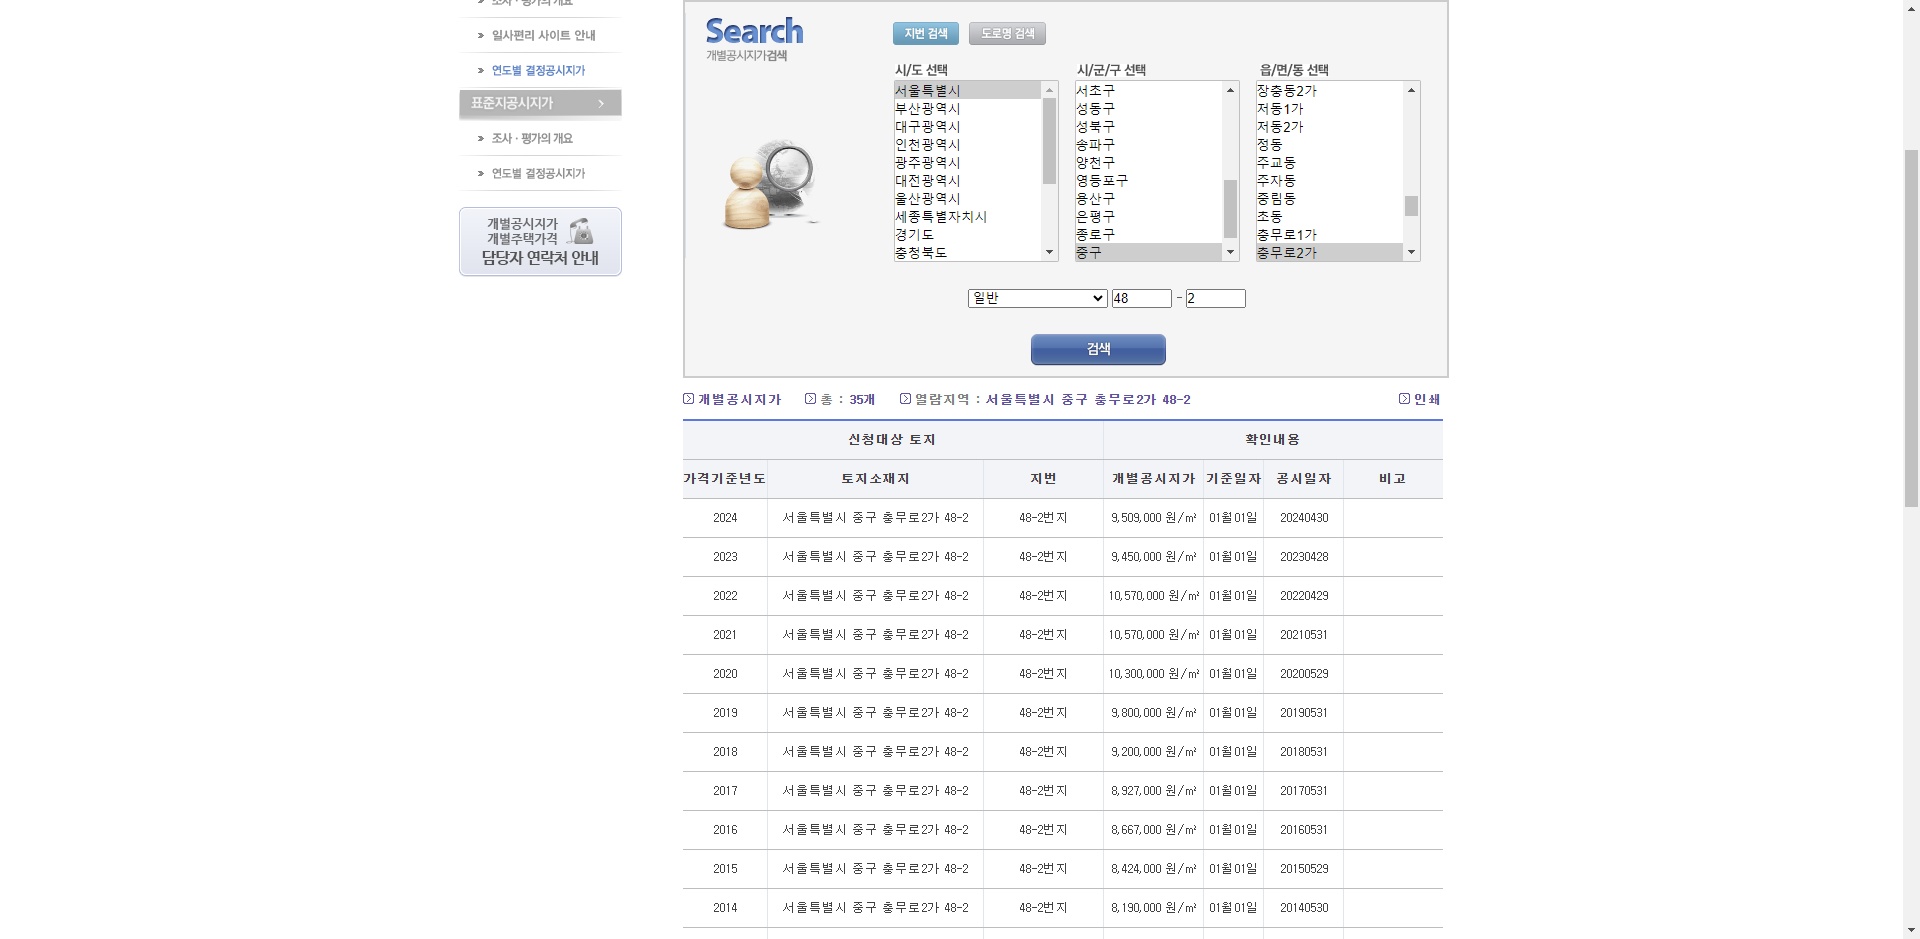 조사 · 평가의 개요
일사편리 사이트 안내
연도별 결정공시지가
표준지공시지가
조사 · 평가의 개요
연도별 결정공시지가
개별공시지가
개별주택가격
담당자 연락처 안내
Search
개별공시지가검색
지번 검색 도로명 검색
시/도 선택 시/군/구 선택 읍/면/동 선택
서울특별시 서초구 장충동2가
부산광역시 성동구 저동1가
대구광역시 성북구 저동2가
인천광역시 송파구 정동
광주광역시 양천구 주교동
대전광역시 영등포구 주자동
울산광역시 용산구 중림동
세종특별자치시 은평구 초동
경기도 종로구 충무로1가
충청북도 중구 충무로2가
일반 48 - 2
검색
개별공시지가 총 : 35개 열람지역 : 서울특별시 중구 충무로2가 48-2 인쇄
신청대상 토지 확인내용
가격기준년도 토지소재지 지번 개별공시지가 기준일자 공시일자 비고
2024 서울특별시 중구 충무로2가 48-2 48-2번지 9,509,000 원/㎡ 01월01일 20240430
2023 서울특별시 중구 충무로2가 48-2 48-2번지 9,450,000 원/㎡ 01월01일 20230428
2022 서울특별시 중구 충무로2가 48-2 48-2번지 10,570,000 원/㎡ 01월01일 20220429
2021 서울특별시 중구 충무로2가 48-2 48-2번지 10,570,000 원/㎡ 01월01일 20210531
2020 서울특별시 중구 충무로2가 48-2 48-2번지 10,300,000 원/㎡ 01월01일 20200529
2019 서울특별시 중구 충무로2가 48-2 48-2번지 9,800,000 원/㎡ 01월01일 20190531
2018 서울특별시 중구 충무로2가 48-2 48-2번지 9,200,000 원/㎡ 01월01일 20180531
2017 서울특별시 중구 충무로2가 48-2 48-2번지 8,927,000 원/㎡ 01월01일 20170531
2016 서울특별시 중구 충무로2가 48-2 48-2번지 8,667,000 원/㎡ 01월01일 20160531
2015 서울특별시 중구 충무로2가 48-2 48-2번지 8,424,000 원/㎡ 01월01일 20150529
2014 서울특별시 중구 충무로2가 48-2 48-2번지 8,190,000 원/㎡ 01월01일 20140530